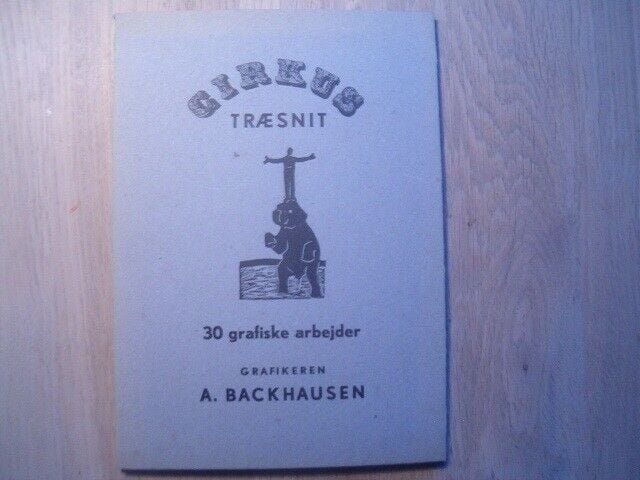 CIRKUS
TRÆSNIT
30 grafiske arbejder
GRAFIKEREN
A. BACKHAUSEN